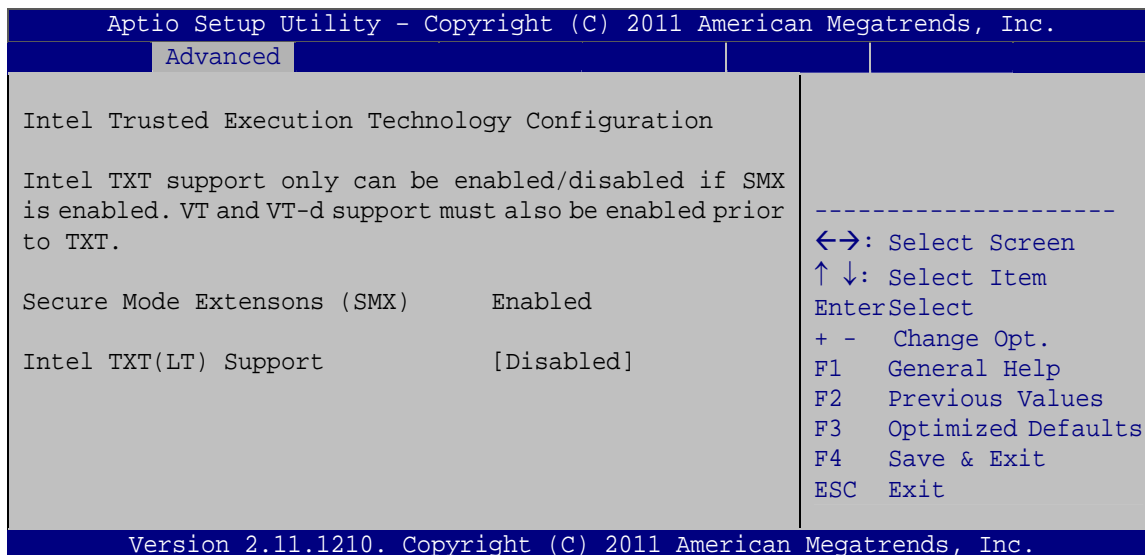 Aptio Setup Utility – Copyright (C) 2011 American Megatrends, Inc.
Advanced
Intel Trusted Execution Technology Configuration
Intel TXT support only can be enabled/disabled if SMX
is enabled. VT and VT-d support must also be enabled prior
to TXT.
Secure Mode Extensons (SMX) Enabled
Intel TXT(LT) Support [Disabled]
---------------------
←→: Select Screen
↑ ↓: Select Item
EnterSelect
+ - Change Opt.
F1 General Help
F2 Previous Values
F3 Optimized Defaults
F4 Save & Exit
ESC Exit
Version 2.11.1210. Copyright (C) 2011 American Megatrends, Inc.